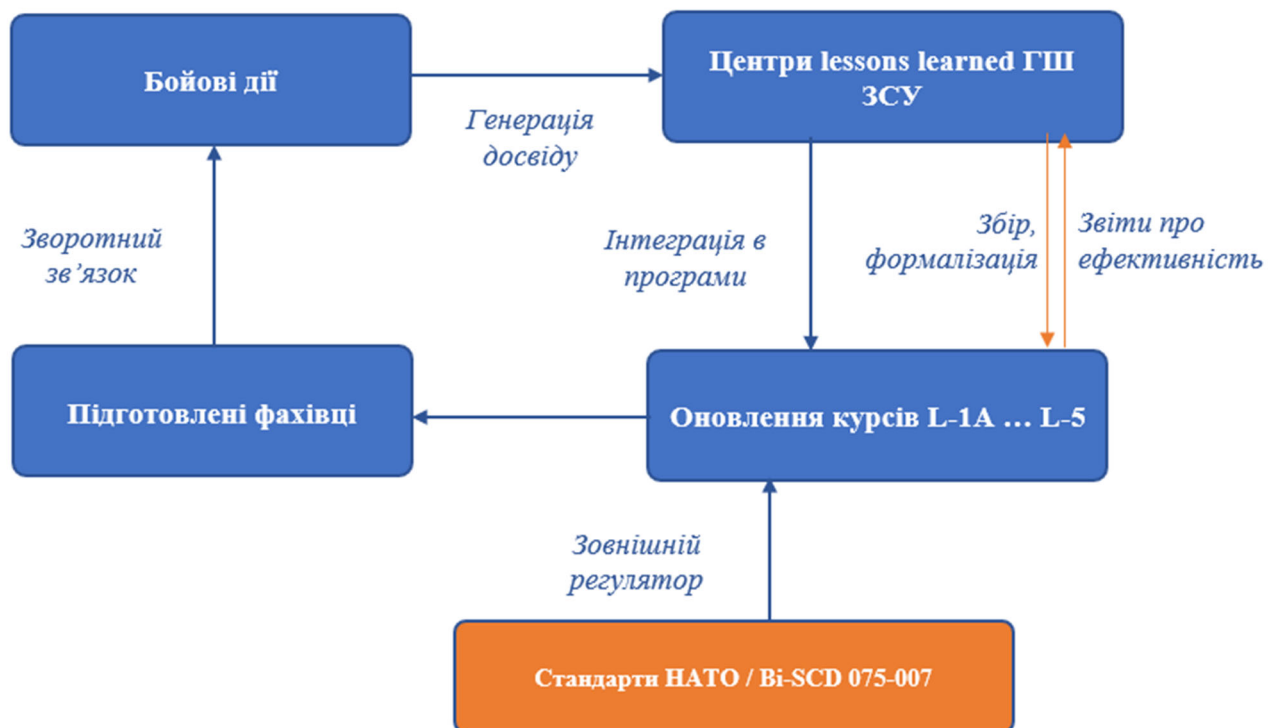 Бойові дії
Центри lessons learned ГШ
ЗСУ
Генерація
досвіду
Зворотний
зв’язок
Інтеграція в
програми
Збір,
формалізація
Звіти про
ефективність
Підготовлені фахівці
Оновлення курсів L-1A … L-5
Зовнішній
регулятор
Стандарти НАТО / Bi-SCD 075-007